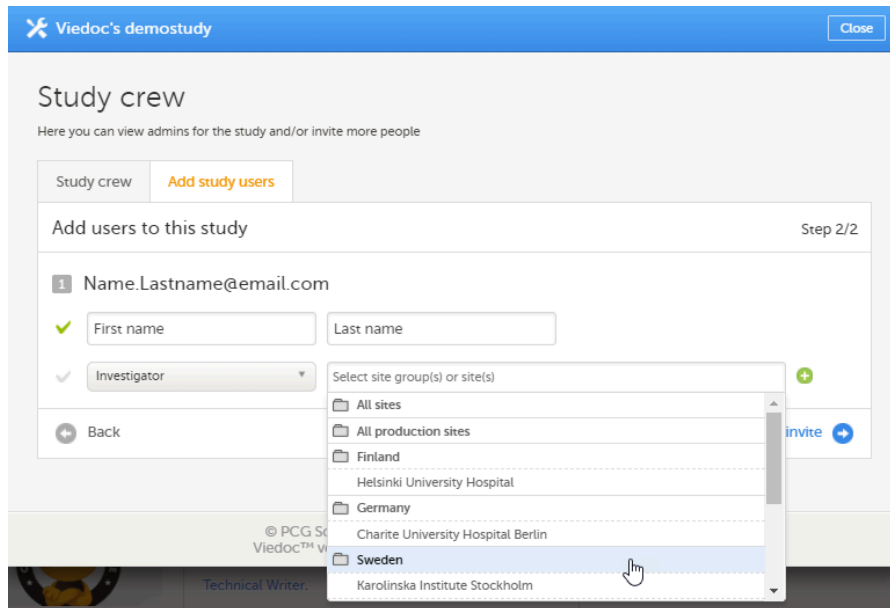 Viedoc's demostudy
Close
Study crew
Here you can view admins for the study and/or invite more people
Study crew
Add study users
Add users to this study
Step 2/2
1 Name.Lastname@email.com
First name
Last name
Investigator
Select site group(s) or site(s)
All sites
All production sites
Back
invite
Finland
Helsinki University Hospital
Germany
© PCG
Charite University Hospital Berlin
Viedoc™
Sweden
Technical Writer.
Karolinska Institute Stockholm